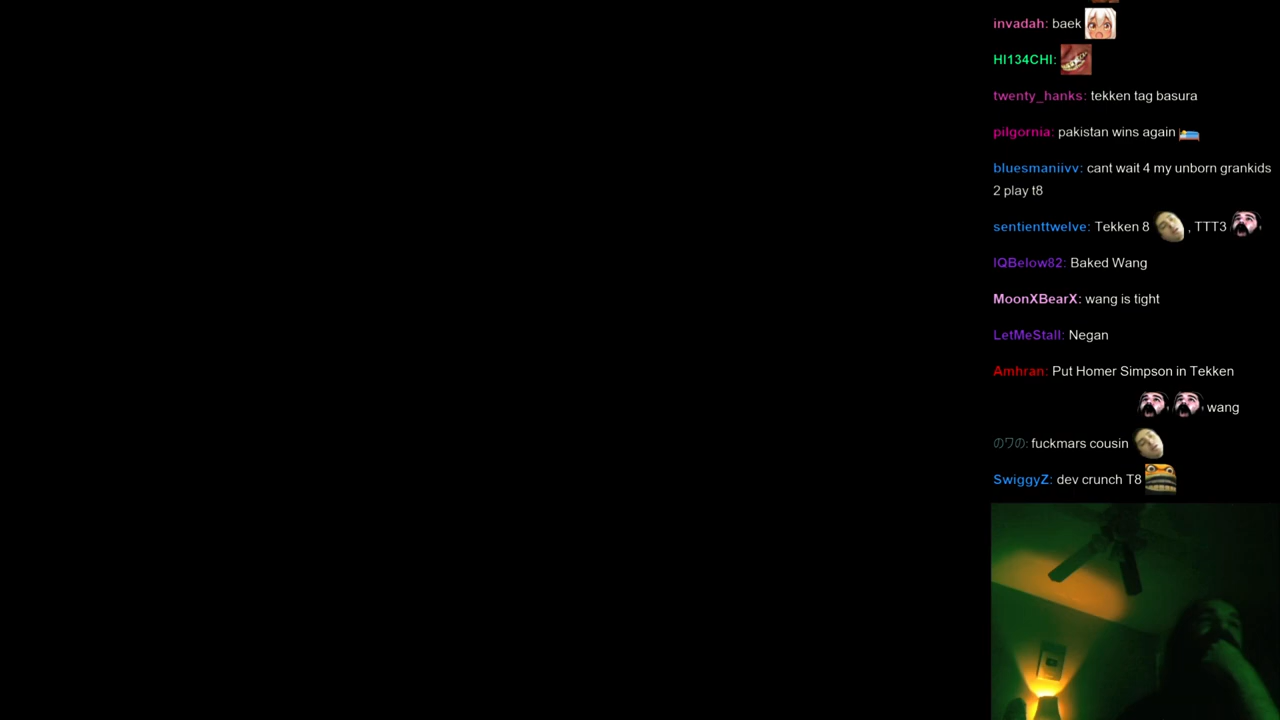 invadah: baek
HI134CHI:
twenty_hanks: tekken tag basura
pilgornia: pakistan wins again
bluesmaniivv: cant wait 4 my unborn grankids
2 play t8
sentienttwelve: Tekken 8 , TTT3
IQBelow82: Baked Wang
MoonXBearX: wang is tight
LetMeStall: Negan
Amhran: Put Homer Simpson in Tekken
wang
のワの: fuckmars cousin
SwiggyZ: dev crunch T8